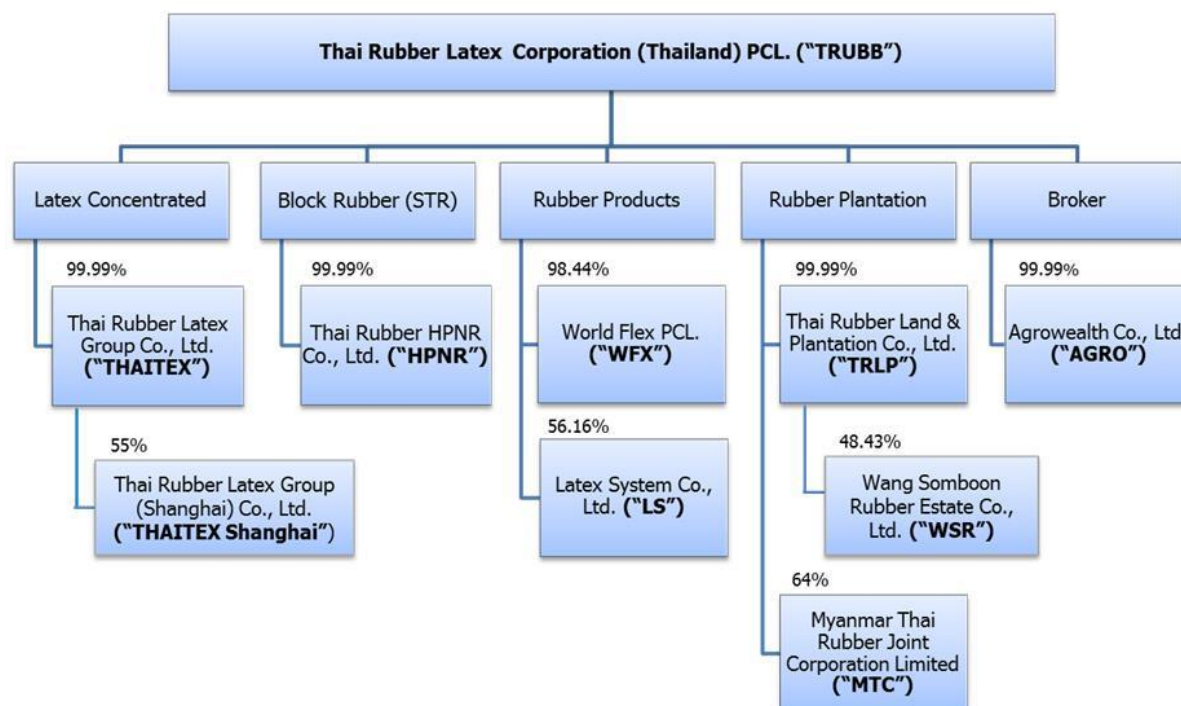 Thai Rubber Latex Corporation (Thailand) PCL. (“TRUBB”)
Latex Concentrated
Block Rubber (STR)
Rubber Products
Rubber Plantation
Broker
99.99%
Thai Rubber Latex
Group Co., Ltd.
(“THAITEX”)
55%
Thai Rubber Latex Group
(Shanghai) Co., Ltd.
(“THAITEX Shanghai”)
99.99%
Thai Rubber HPNR
Co., Ltd. (“HPNR”)
98.44%
World Flex PCL.
(“WFX”)
56.16%
Latex System Co.,
Ltd. (“LS”)
99.99%
Thai Rubber Land &
Plantation Co., Ltd.
(“TRLP”)
48.43%
Wang Somboon
Rubber Estate Co.,
Ltd. (“WSR”)
64%
Myanmar Thai
Rubber Joint
Corporation Limited
(“MTC”)
99.99%
Agrowealth Co., Ltd
(“AGRO”)